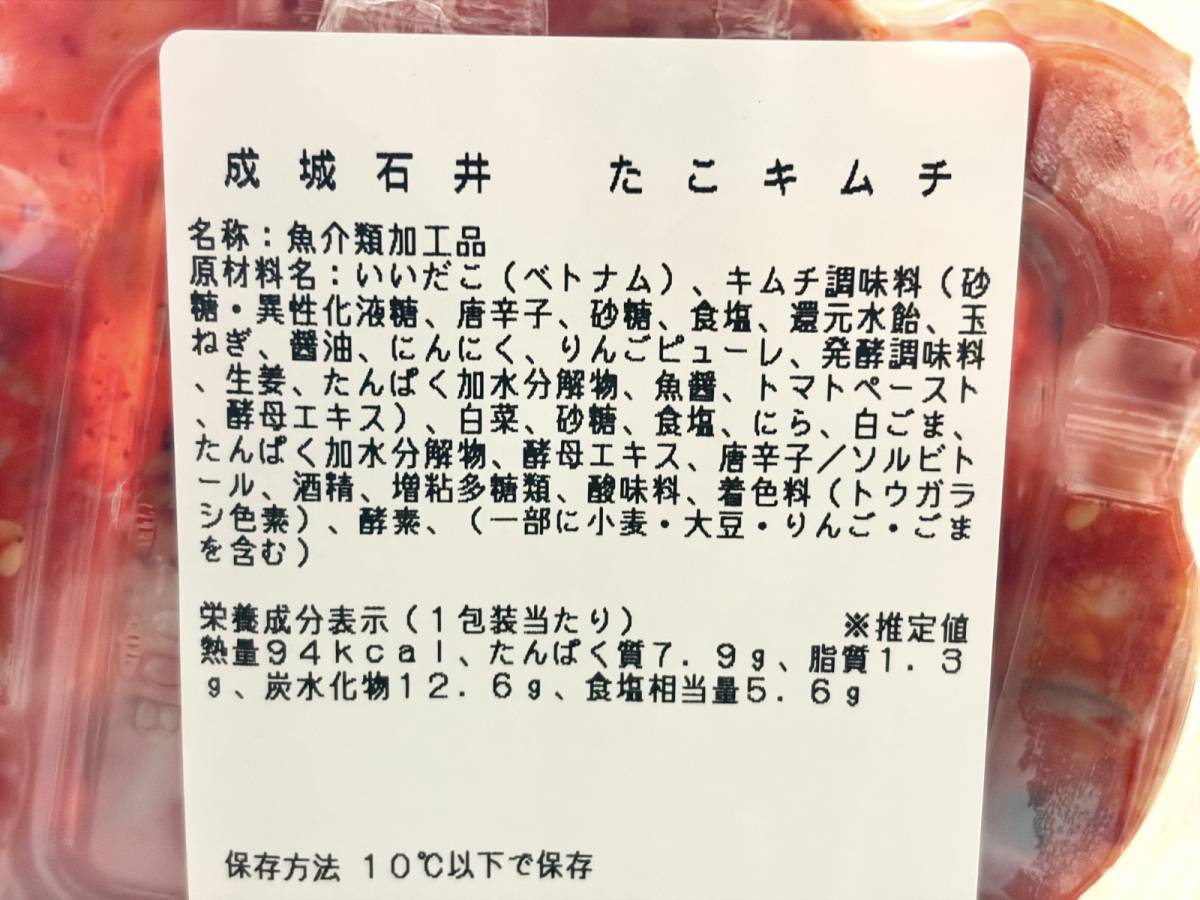 成城石井　たこキムチ
名称：魚介類加工品
原材料名：いいだこ（ベトナム）、キムチ調味料（砂
糖・異性化液糖、唐辛子、砂糖、食塩、還元水飴、玉
ねぎ、醤油、にんにく、りんごピューレ、発酵調味料
、生姜、たんぱく加水分解物、魚醤、トマトペースト
、酵母エキス）、白菜、砂糖、食塩、にら、白ごま、
たんぱく加水分解物、酵母エキス、唐辛子／ソルビト
ール、酒精、増粘多糖類、酸味料、着色料（トウガラ
シ色素）、酵素、（一部に小麦・大豆・りんご・ごま
を含む）
栄養成分表示（１包装当たり）　※推定値
熱量９４ｋｃａｌ、たんぱく質７．９ｇ、脂質１．３
ｇ、炭水化物１２．６ｇ、食塩相当量５．６ｇ
保存方法 １０℃以下で保存